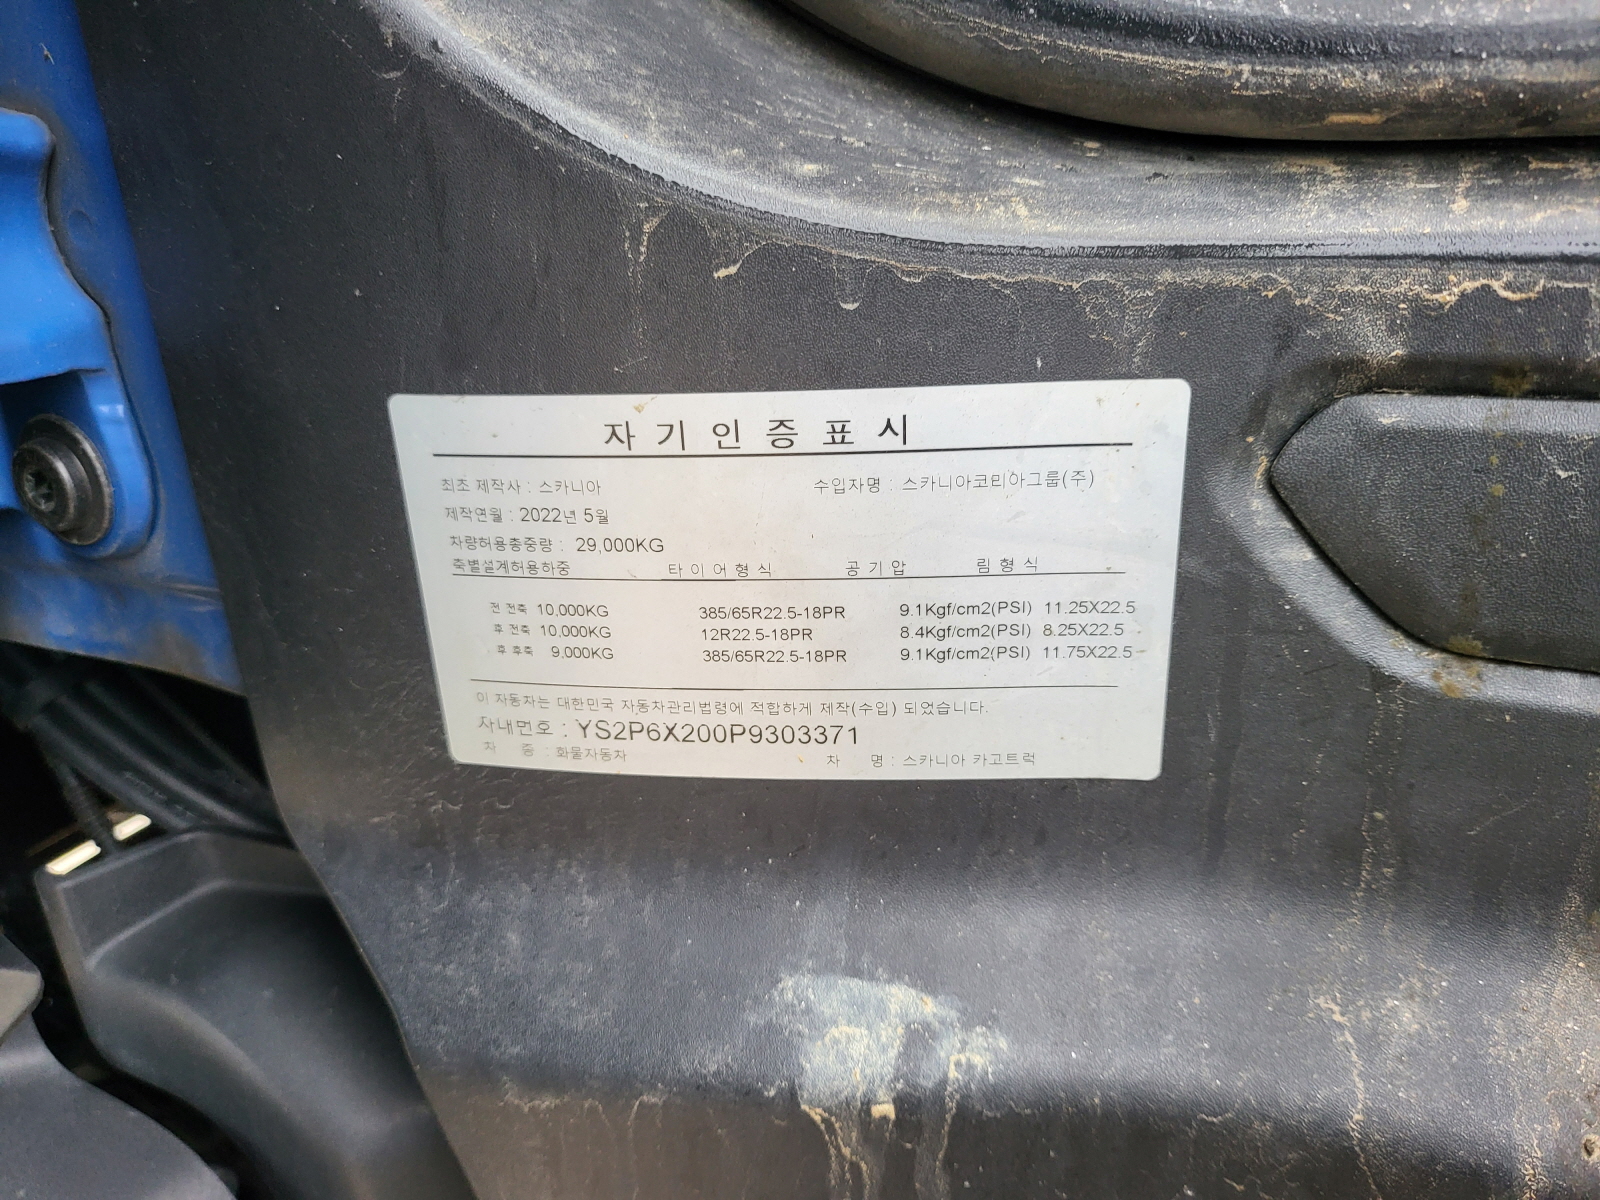 자기인증표시
최초 제작사 : 스카니아 수입자명 : 스카니아코리아그룹(주)
제작연월 : 2022년 5월
차량허용총중량 : 29,000KG
축별설계허용하중 타이어형식 공기압 림형식
전 전축 10,000KG 385/65R22.5-18PR 9.1Kgf/cm2(PSI) 11.25X22.5
후 전축 10,000KG 12R22.5-18PR 8.4Kgf/cm2(PSI) 8.25X22.5
후 후축 9,000KG 385/65R22.5-18PR 9.1Kgf/cm2(PSI) 11.75X22.5
이 자동차는 대한민국 자동차관리법령에 적합하게 제작(수입) 되었습니다.
차내번호 : YS2P6X200P9303371
차 종 : 화물자동차 차 명 : 스카니아 카고트럭